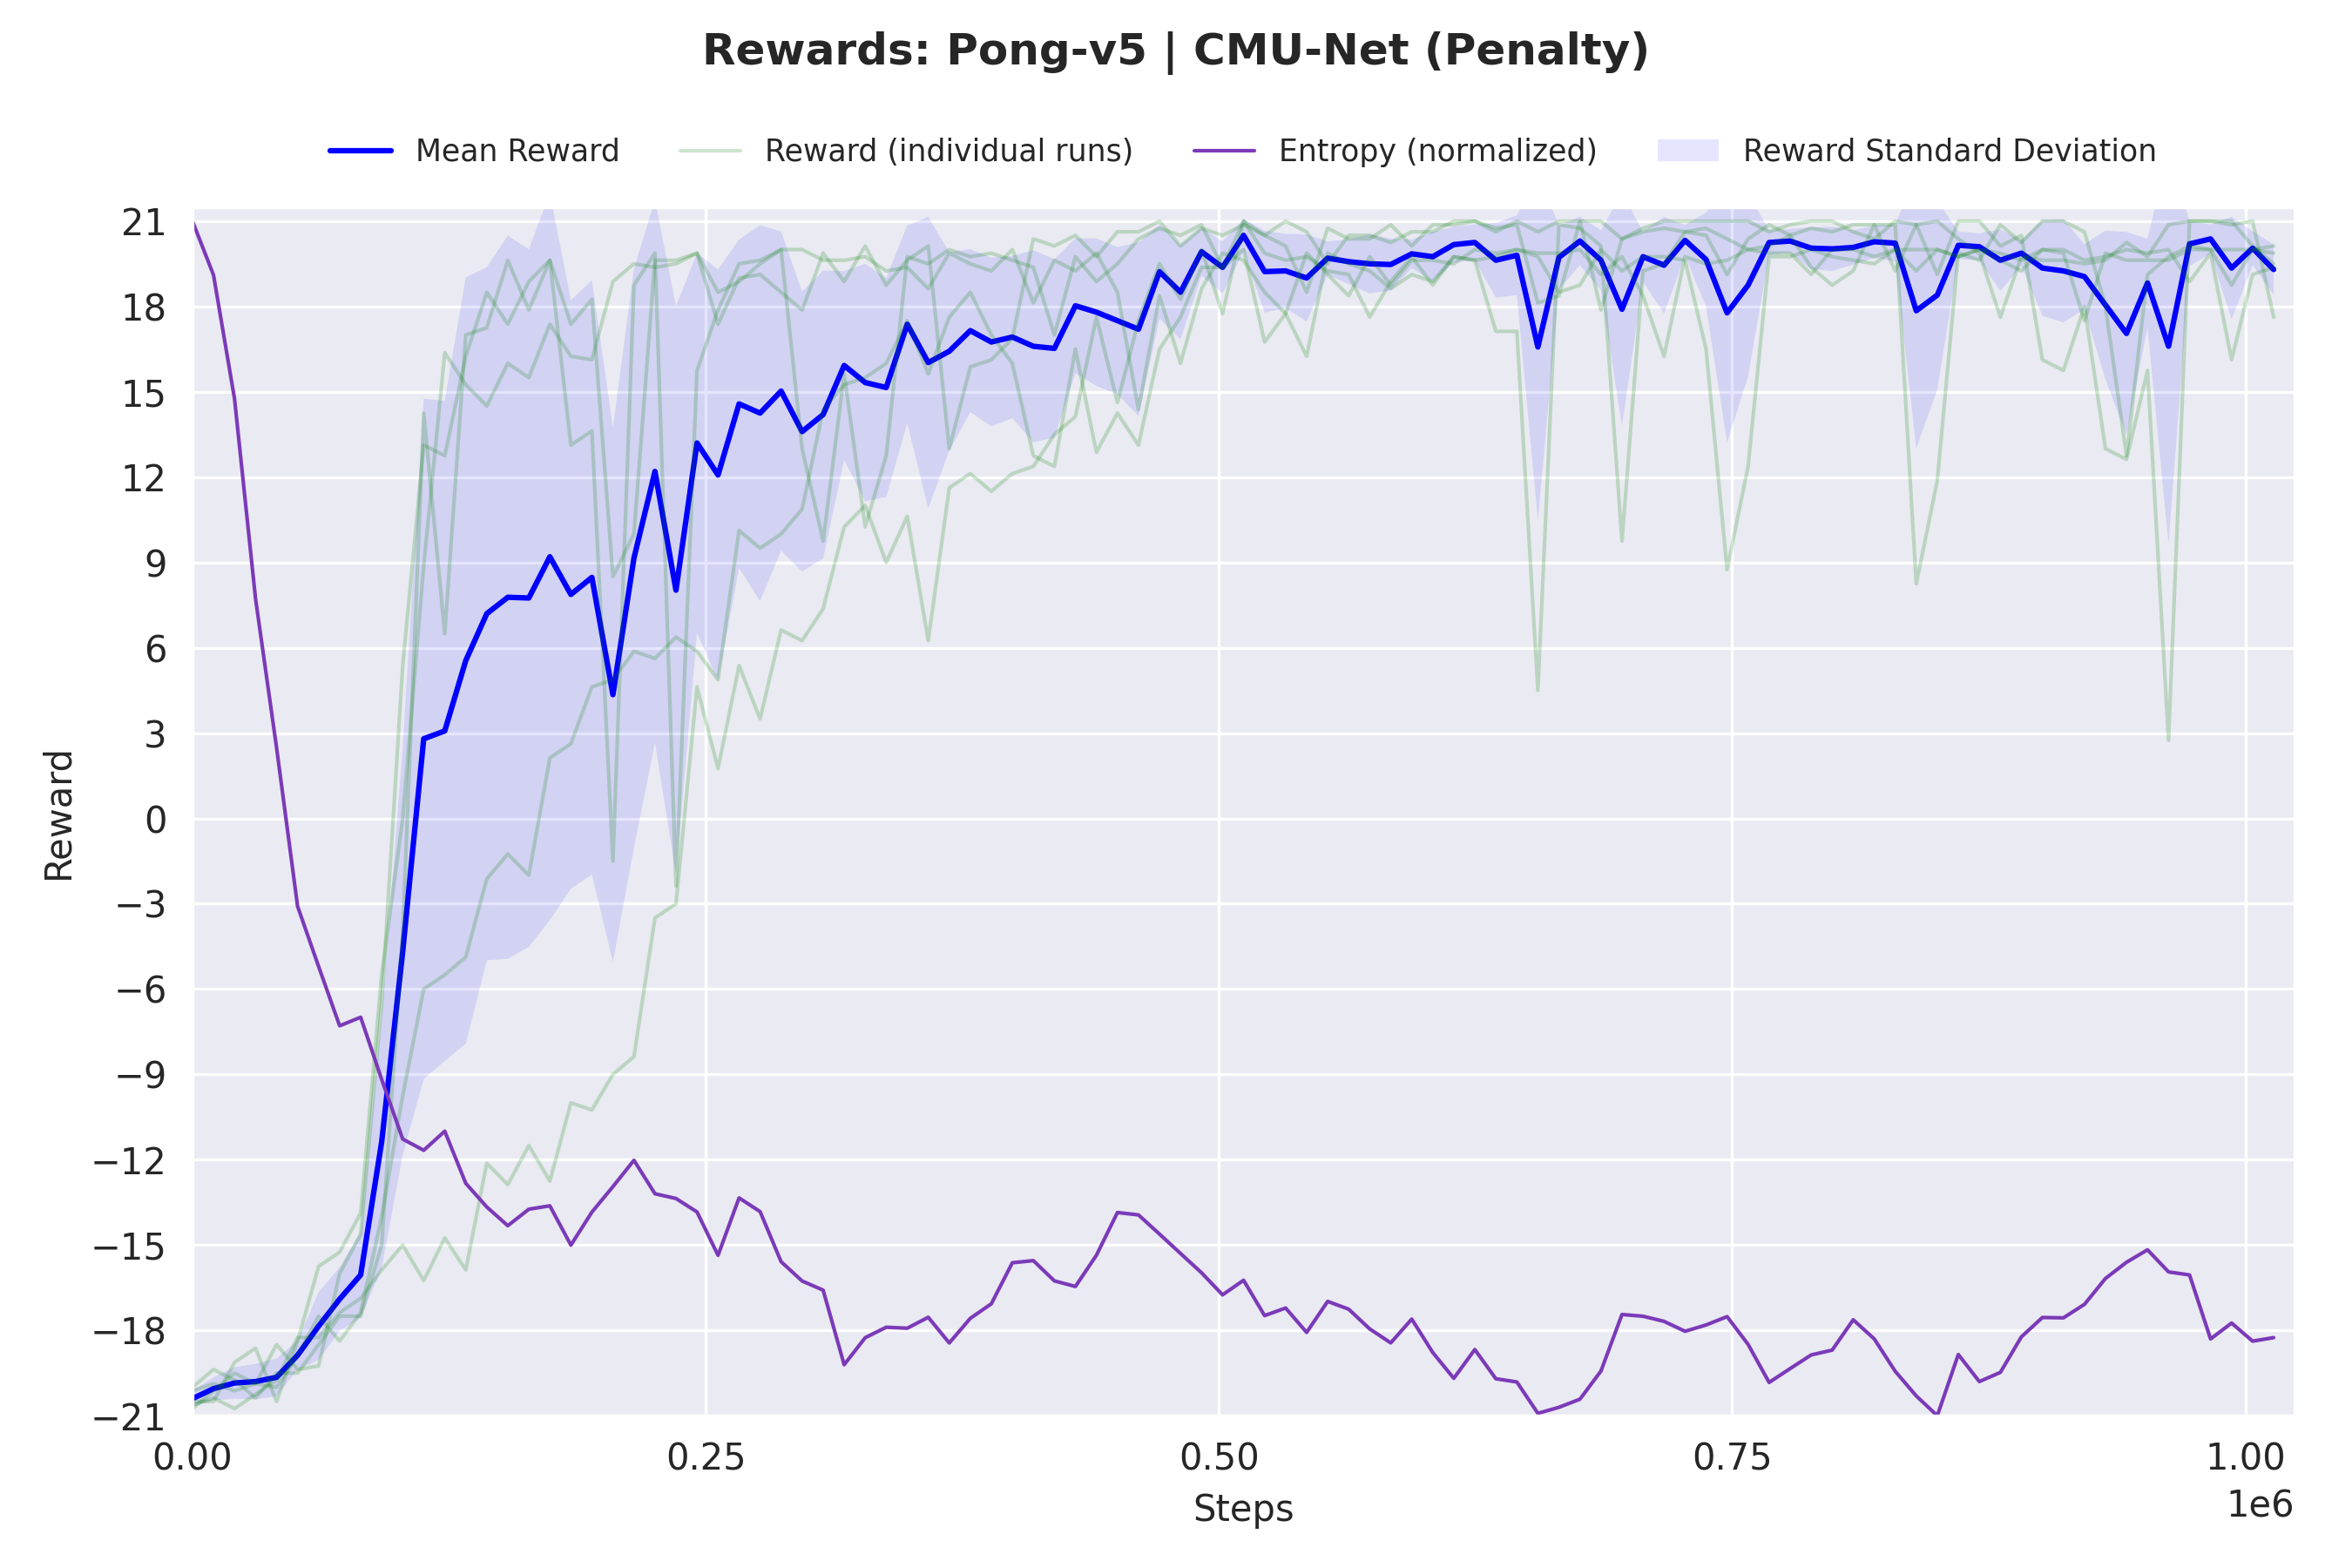 Rewards: Pong-v5 | CMU-Net (Penalty)
Mean Reward Reward (individual runs) Entropy (normalized) Reward Standard Deviation
21
18
15
12
9
6
3
0
−3
−6
−9
−12
−15
−18
−21
Reward
0.00 0.25 0.50 0.75 1.00
Steps
1e6